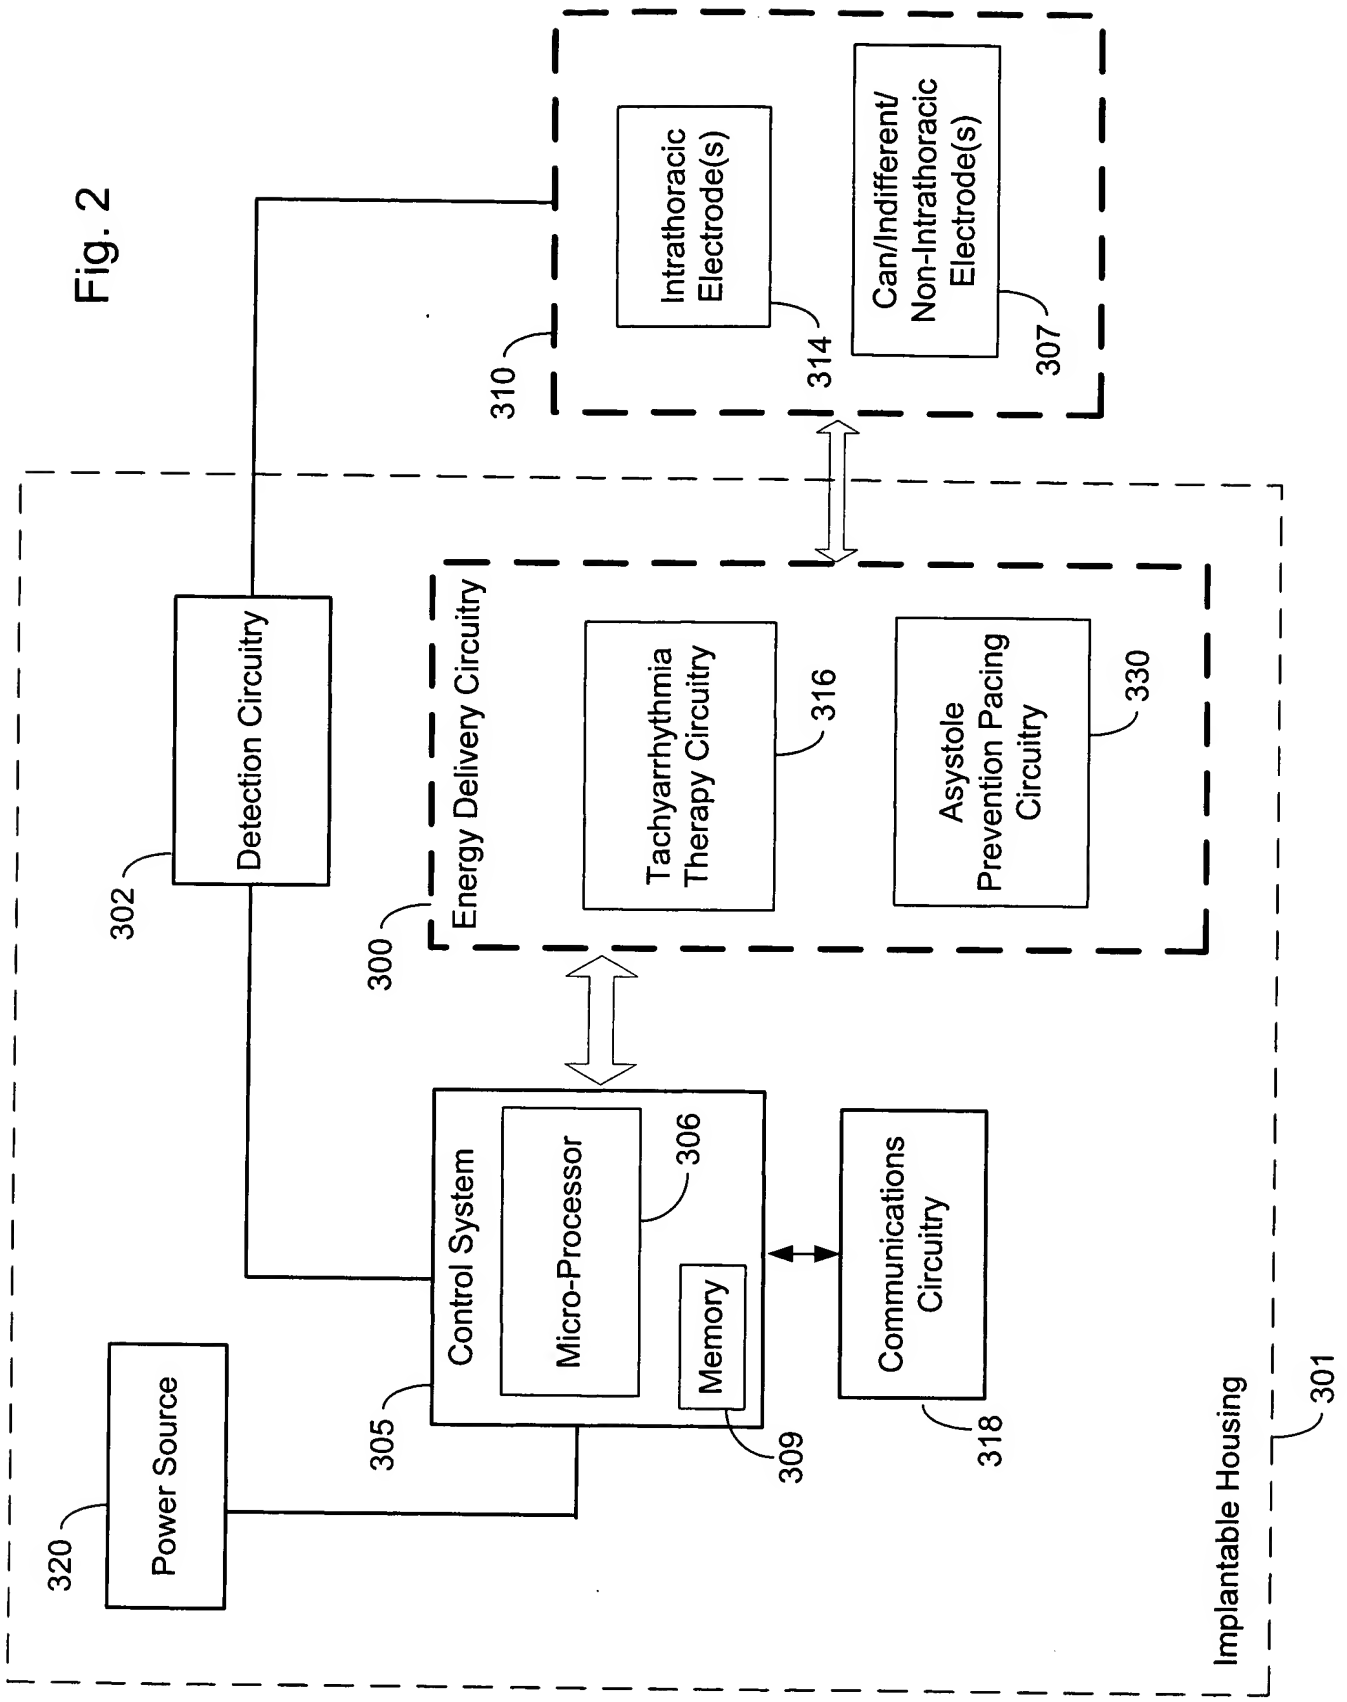 Fig. 2
320
Power Source
302
Detection Circuitry
305
Control System
Micro-Processor
306
Memory
309
Communications
Circuitry
318
300
Energy Delivery Circuitry
Tachyarrhythmia
Therapy Circuitry
316
Asystole
Prevention Pacing
Circuitry
330
310
Intrathoracic
Electrode(s)
314
Can/Indifferent/
Non-Intrathoracic
Electrode(s)
307
Implantable Housing
301